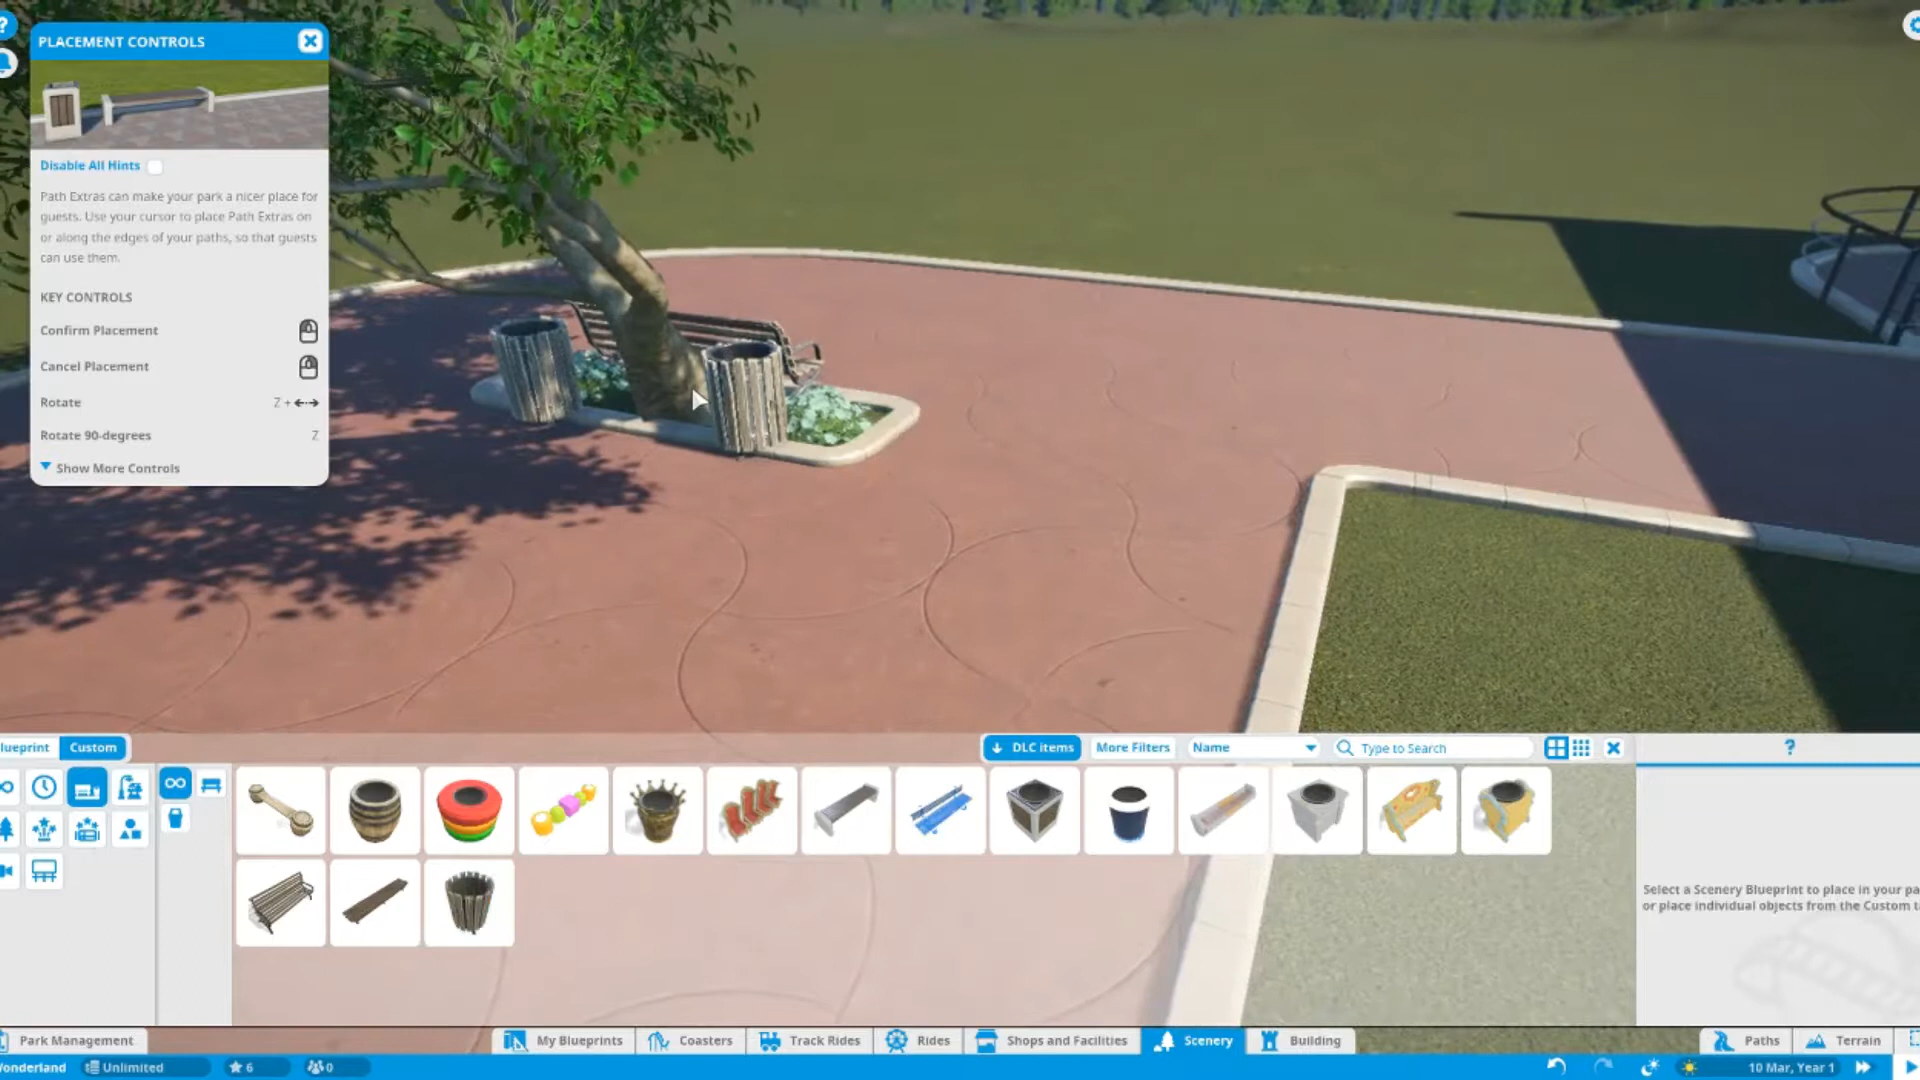 ?
PLACEMENT CONTROLS
Disable All Hints
Path Extras can make your park a nicer place for
guests. Use your cursor to place Path Extras on
or along the edges of your paths, so that guests
can use them.
KEY CONTROLS
Confirm Placement
Cancel Placement
Rotate Z +
Rotate 90-degrees Z
Show More Controls
lueprint Custom
DLC items More Filters Name Type to Search ?
Select a Scenery Blueprint to place in your pa
or place individual objects from the Custom t
Park Management My Blueprints Coasters Track Rides Rides Shops and Facilities Scenery Building Paths Terrain
onderland Unlimited 6 0 10 Mar, Year 1